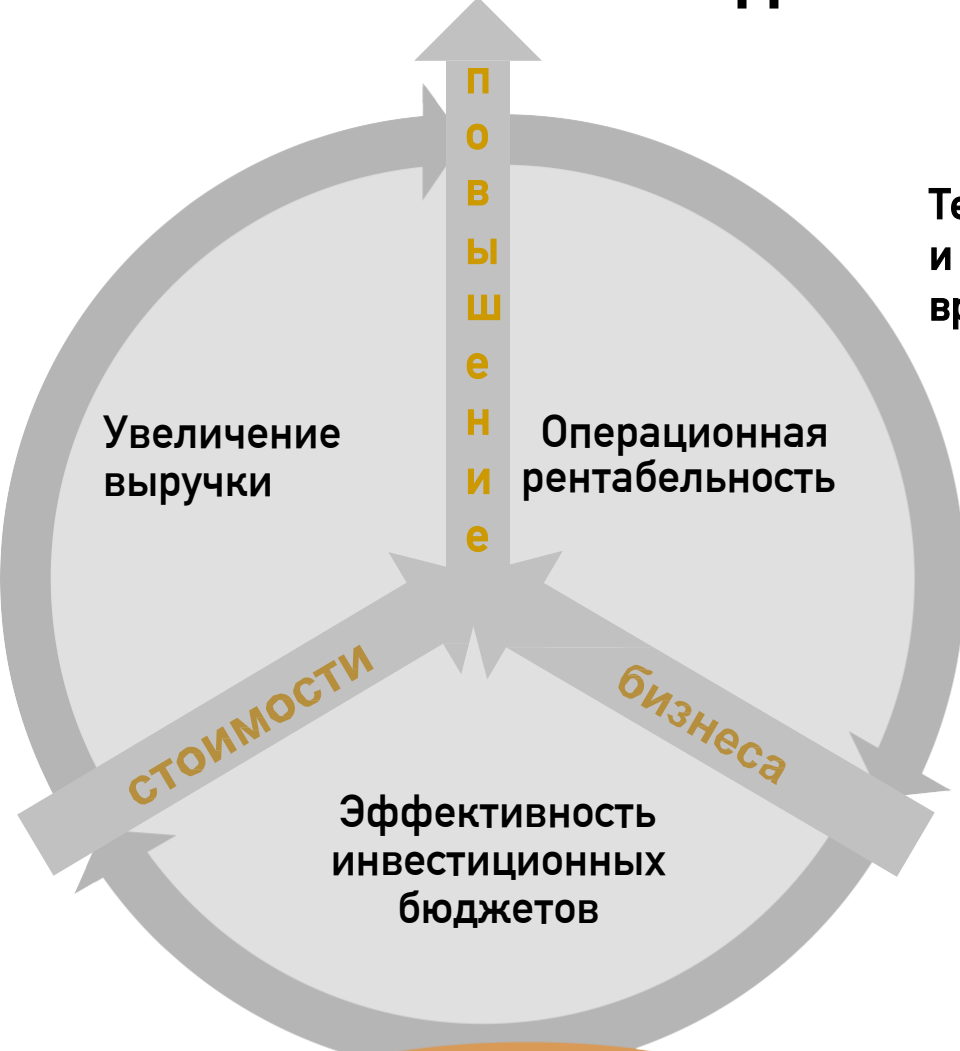 повышение
Увеличение
выручки
Операционная
рентабельность
стоимости
бизнеса
Эффективность
инвестиционных
бюджетов
и